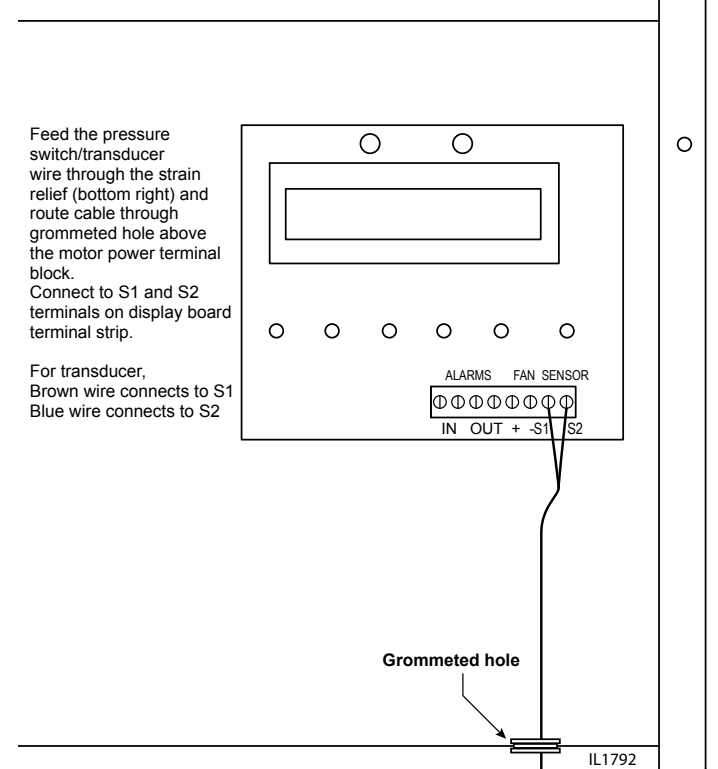 Feed the pressure
switch/transducer
wire through the strain
relief (bottom right) and
route cable through
grommeted hole above
the motor power terminal
block.
Connect to S1 and S2
terminals on display board
terminal strip.
For transducer,
Brown wire connects to S1
Blue wire connects to S2
ALARMS FAN SENSOR
IN OUT + -S1 S2
Grommeted hole
IL1792